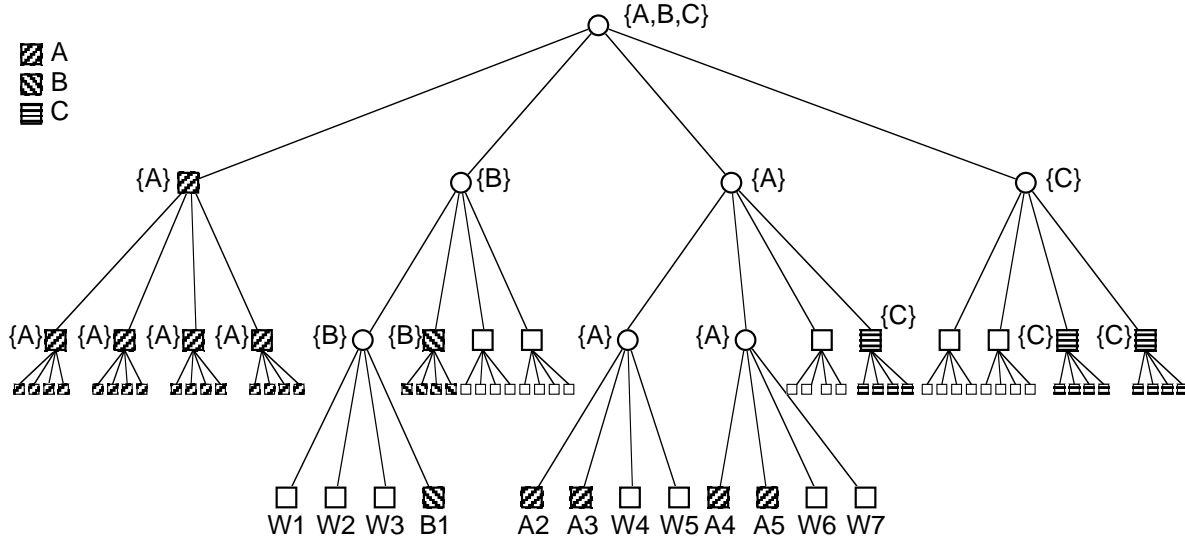 {A,B,C}
A
B
C
{A}
{B}
{A}
{C}
{A}
{A}
{A}
{A}
{B}
{B}
{A}
{A}
{C}
{C}
{C}
W1
W2
W3
B1
A2
A3
W4
W5
A4
A5
W6
W7